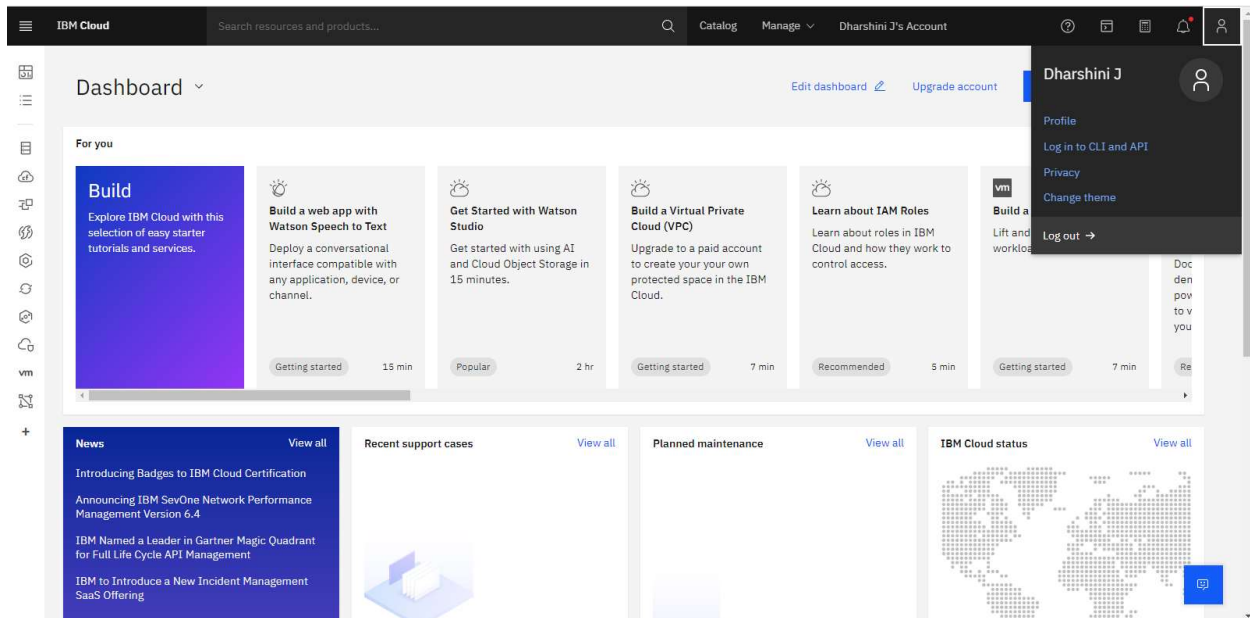 IBM Cloud
Search resources and products...
Catalog
Manage
Dharshini J's Account
Dharshini J
Profile
Log in to CLI and API
Privacy
Change theme
Log out →
Dashboard
Edit dashboard
Upgrade account
For you
Build
Explore IBM Cloud with this
selection of easy starter
tutorials and services.
Build a web app with
Watson Speech to Text
Deploy a conversational
interface compatible with
any application, device, or
channel.
Getting started
15 min
Get Started with Watson
Studio
Get started with using AI
and Cloud Object Storage in
15 minutes.
Popular
2 hr
Build a Virtual Private
Cloud (VPC)
Upgrade to a paid account
to create your your own
protected space in the IBM
Cloud.
Getting started
7 min
Learn about IAM Roles
Learn about roles in IBM
Cloud and how they work to
control access.
Recommended
5 min
vm
Build a
Lift and
workloa
Getting started
7 min
Doc
den
pow
to v
you
Re
vm
News
View all
Introducing Badges to IBM Cloud Certification
Announcing IBM SevOne Network Performance
Management Version 6.4
IBM Named a Leader in Gartner Magic Quadrant
for Full Life Cycle API Management
IBM to Introduce a New Incident Management
SaaS Offering
Recent support cases
View all
Planned maintenance
View all
IBM Cloud status
View all